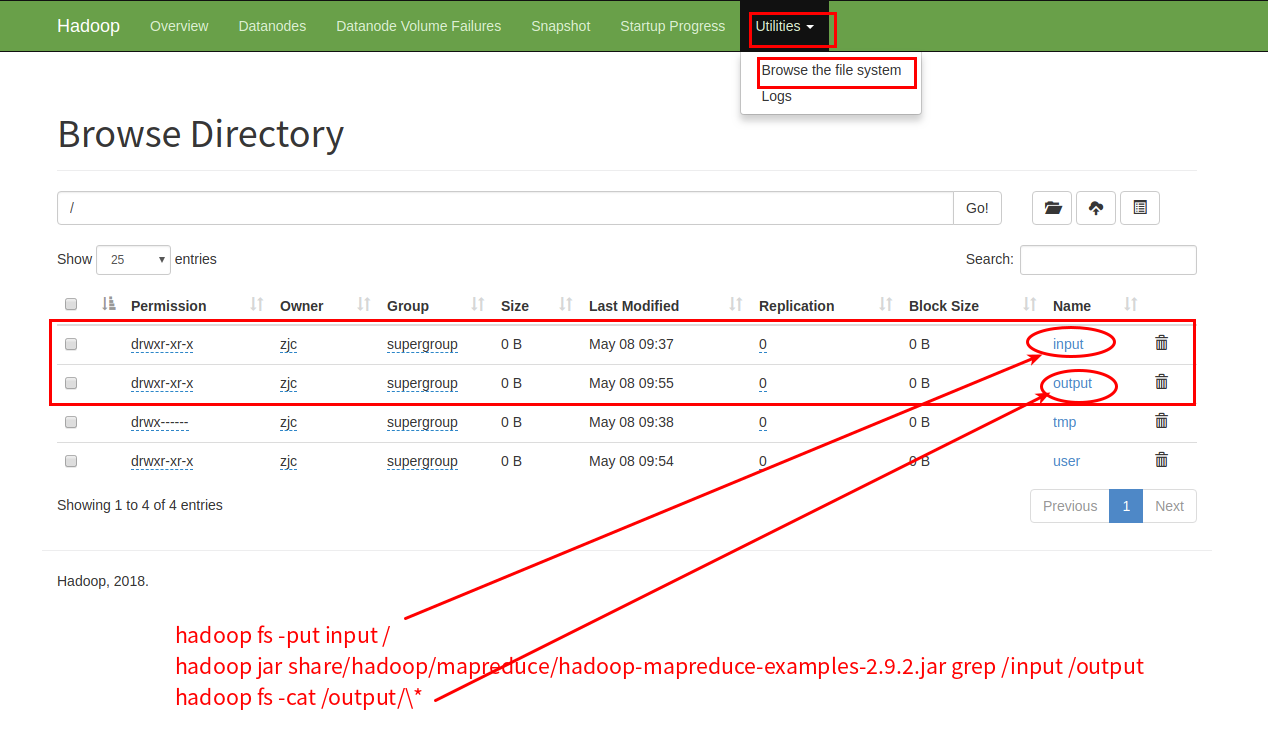 Hadoop Overview Datanodes Datanode Volume Failures Snapshot Startup Progress Utilities
Browse the file system
Logs
Browse Directory
/ Go!
Show 25 entries Search:
Permission Owner Group Size Last Modified Replication Block Size Name
drwxr-xr-x zjc supergroup 0 B May 08 09:37 0 0 B input
drwxr-xr-x zjc supergroup 0 B May 08 09:55 0 0 B output
drwx------ zjc supergroup 0 B May 08 09:38 0 0 B tmp
drwxr-xr-x zjc supergroup 0 B May 08 09:54 0 0 B user
Showing 1 to 4 of 4 entries Previous 1 Next
Hadoop, 2018.
hadoop fs -put input /
hadoop jar share/hadoop/mapreduce/hadoop-mapreduce-examples-2.9.2.jar grep /input /output
hadoop fs -cat /output/\*